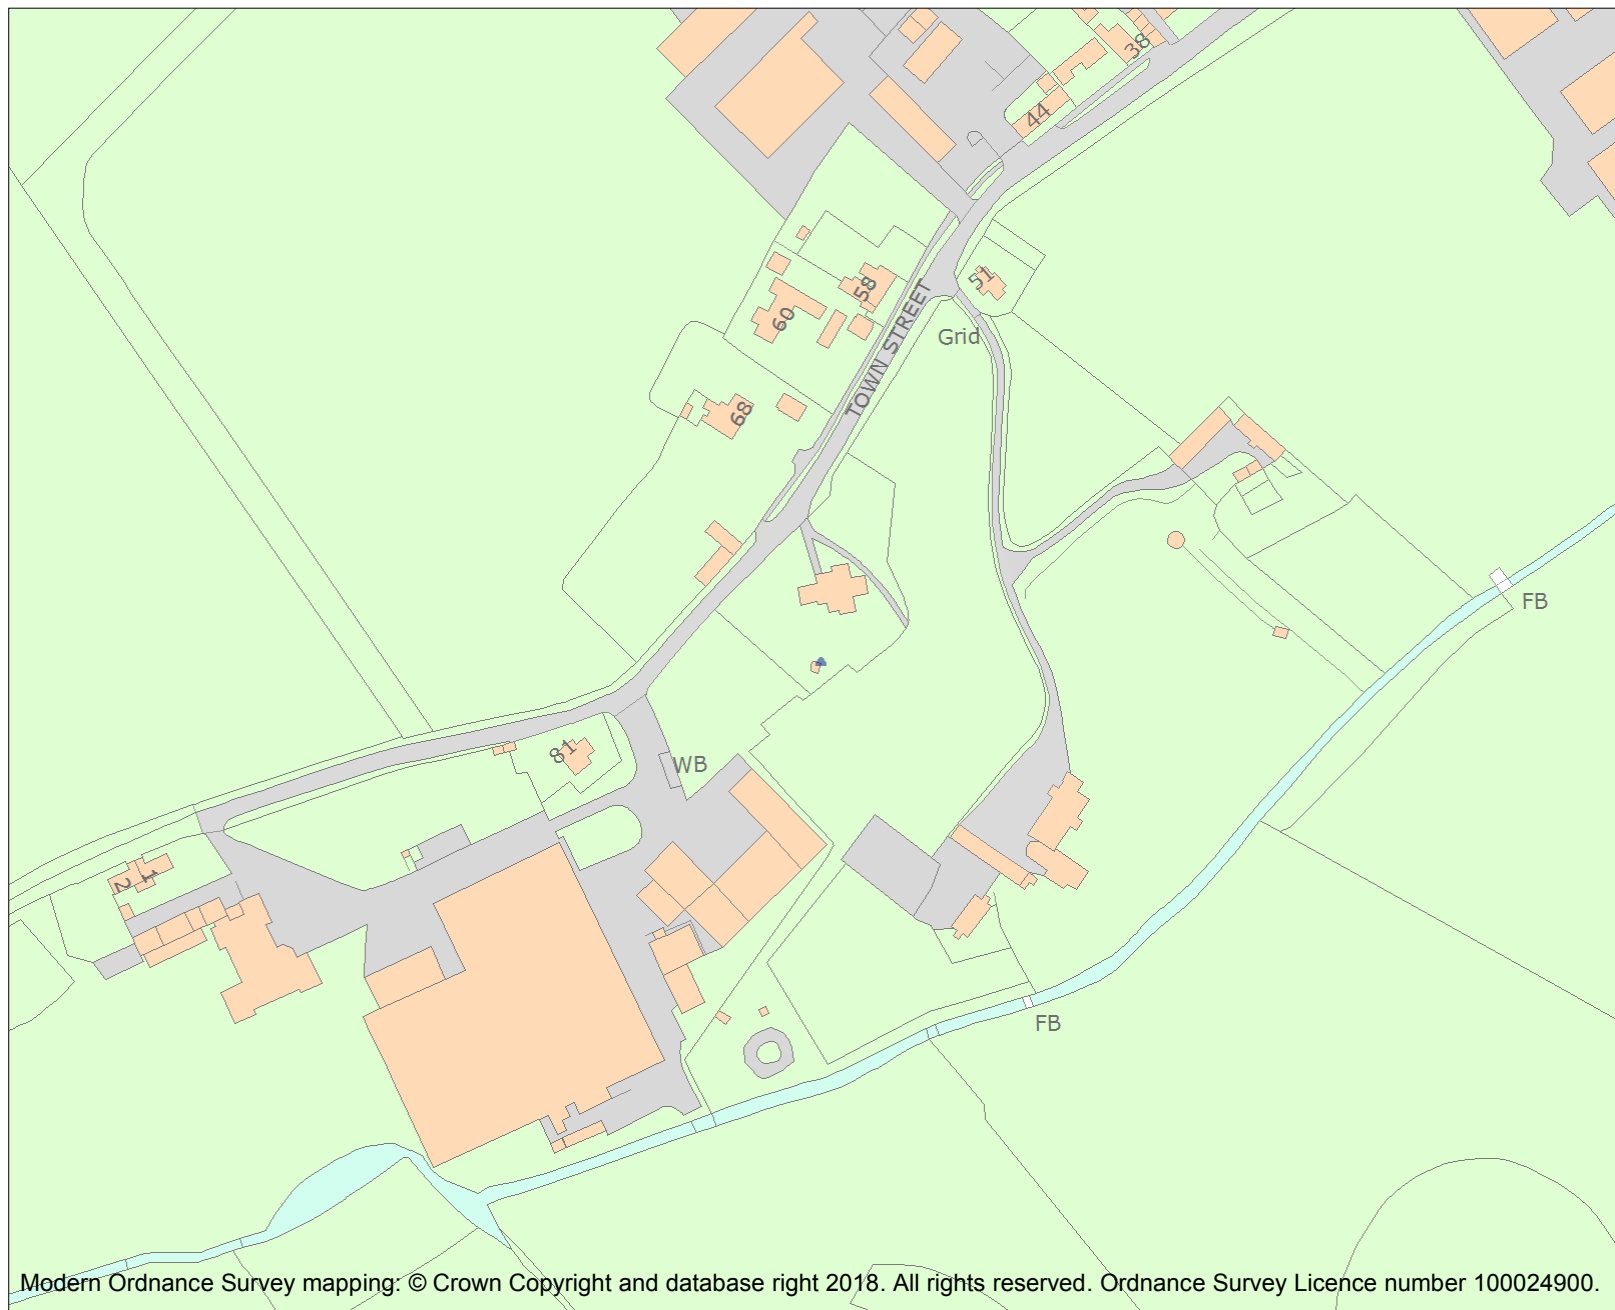 38
44
51
58
60
Grid
TOWN STREET
68
FB
81
WB
2
1
FB
Modern Ordnance Survey mapping: © Crown Copyright and database right 2018. All rights reserved. Ordnance Survey Licence number 100024900.